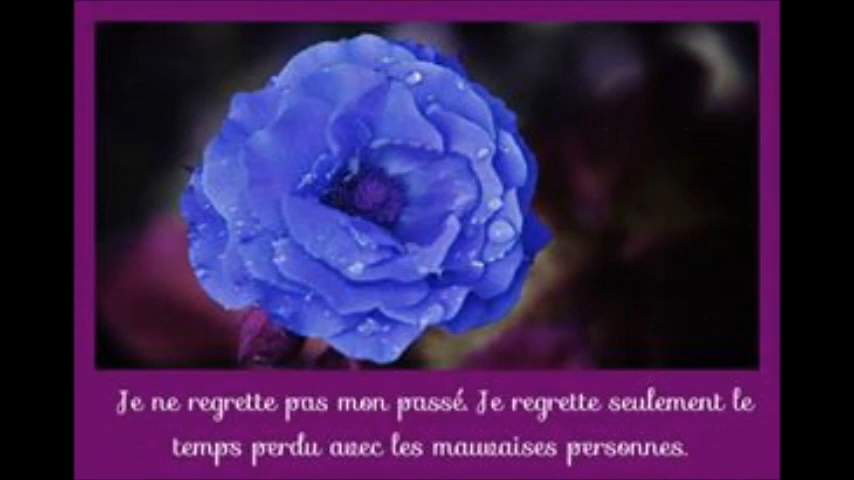 Je ne regrette pas mon passé. Je regrette seulement le
temps perdu avec les mauvaises personnes.